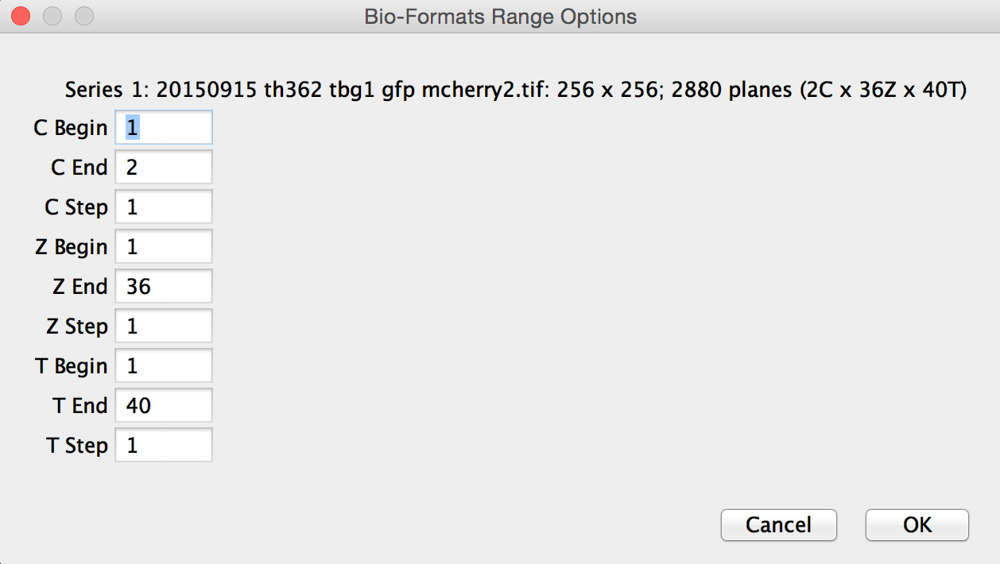 Bio-Formats Range Options
Series 1: 20150915 th362 tbg1 gfp mcherry2.tif: 256 x 256; 2880 planes (2C x 36Z x 40T)
C Begin 1
C End 2
C Step 1
Z Begin 1
Z End 36
Z Step 1
T Begin 1
T End 40
T Step 1
Cancel OK